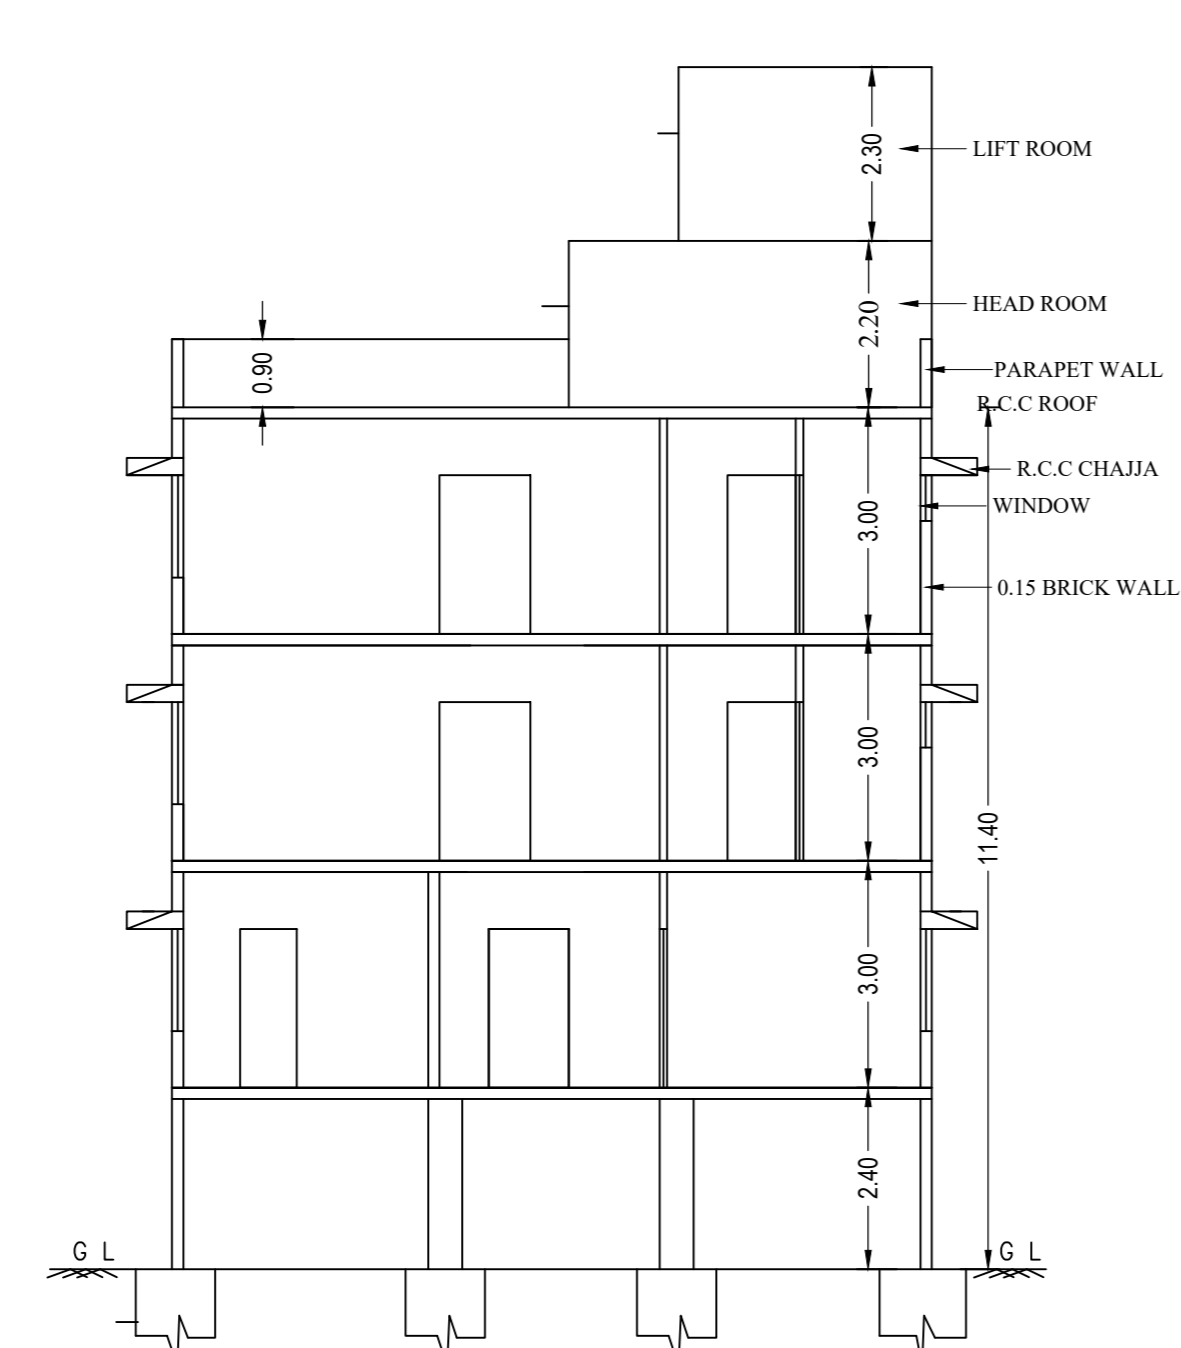 2.30
LIFT ROOM
2.20
HEAD ROOM
0.90
PARAPET WALL
R.C.C ROOF
R.C.C CHAJJA
3.00
WINDOW
0.15 BRICK WALL
3.00
11.40
3.00
2.40
G L
G L